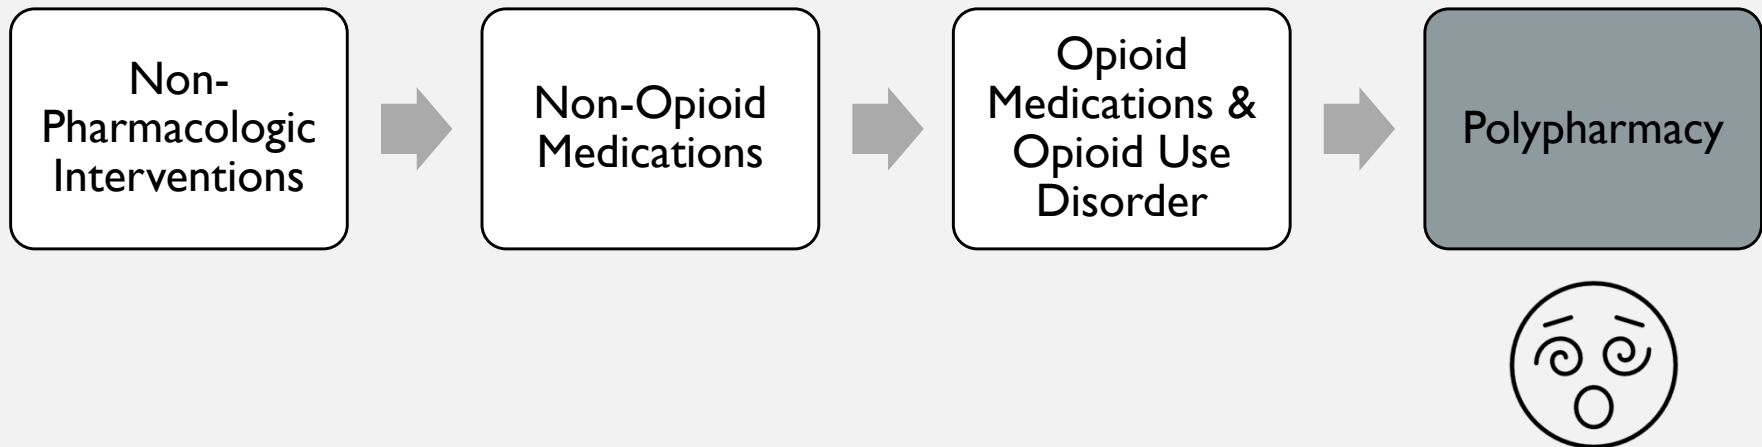 Non-
Pharmacologic
Interventions
Non-Opioid
Medications
Opioid
Medications &
Opioid Use
Disorder
Polypharmacy